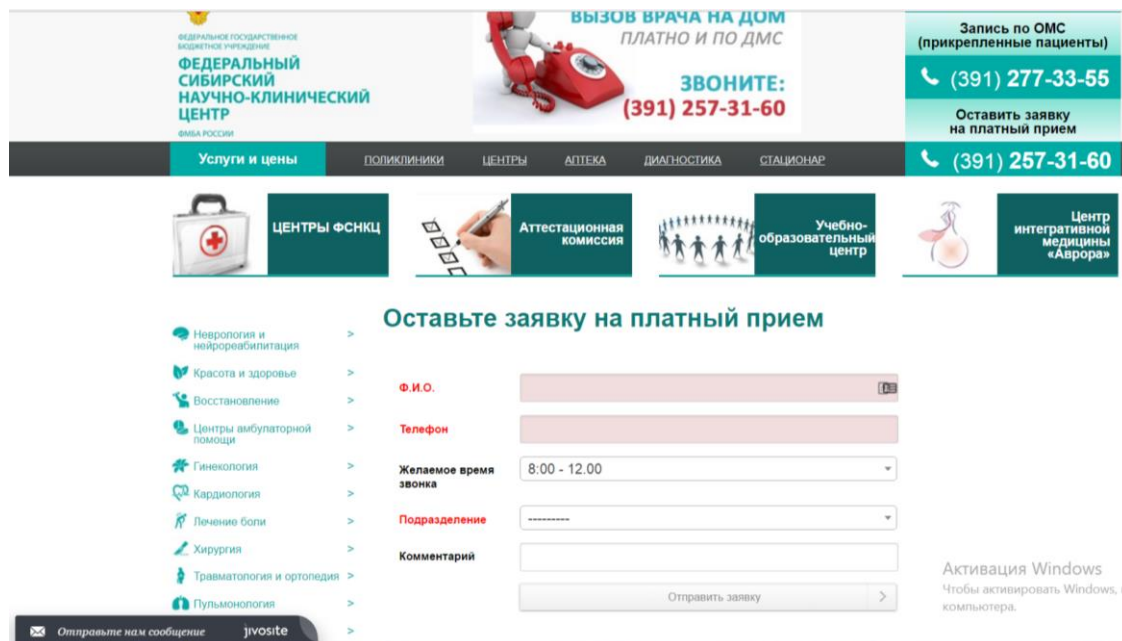 ВЫЗОВ ВРАЧА НА ДОМ
ПЛАТНО И ПО ДМС
ЗВОНИТЕ:
(391) 257-31-60
ФЕДЕРАЛЬНОЕ ГОСУДАРСТВЕННОЕ
БЮДЖЕТНОЕ УЧРЕЖДЕНИЕ
ФЕДЕРАЛЬНЫЙ
СИБИРСКИЙ
НАУЧНО-КЛИНИЧЕСКИЙ
ЦЕНТР
ФМБА РОССИИ
Запись по ОМС
(прикрепленные пациенты)
(391) 277-33-55
Оставить заявку
на платный прием
(391) 257-31-60
Услуги и цены
ПОЛИКЛИНИКИ
ЦЕНТРЫ
АПТЕКА
ДИАГНОСТИКА
СТАЦИОНАР
ЦЕНТРЫ ФСНКЦ
Аттестационная
комиссия
Учебно-
образовательный
центр
Центр
интегративной
медицины
«Аврора»
Неврология и
нейрореабилитация
Красота и здоровье
Восстановление
Центры амбулаторной
помощи
Гинекология
Кардиология
Лечение боли
Хирургия
Травматология и ортопедия
Пульмонология
Оставьте заявку на платный прием
Ф.И.О.
Телефон
Желаемое время
звонка
8:00 - 12.00
Подразделение
---------
Комментарий
Отправить заявку
Активация Windows
Чтобы активировать Windows,
компьютера.
Отправьте нам сообщение
jivosite